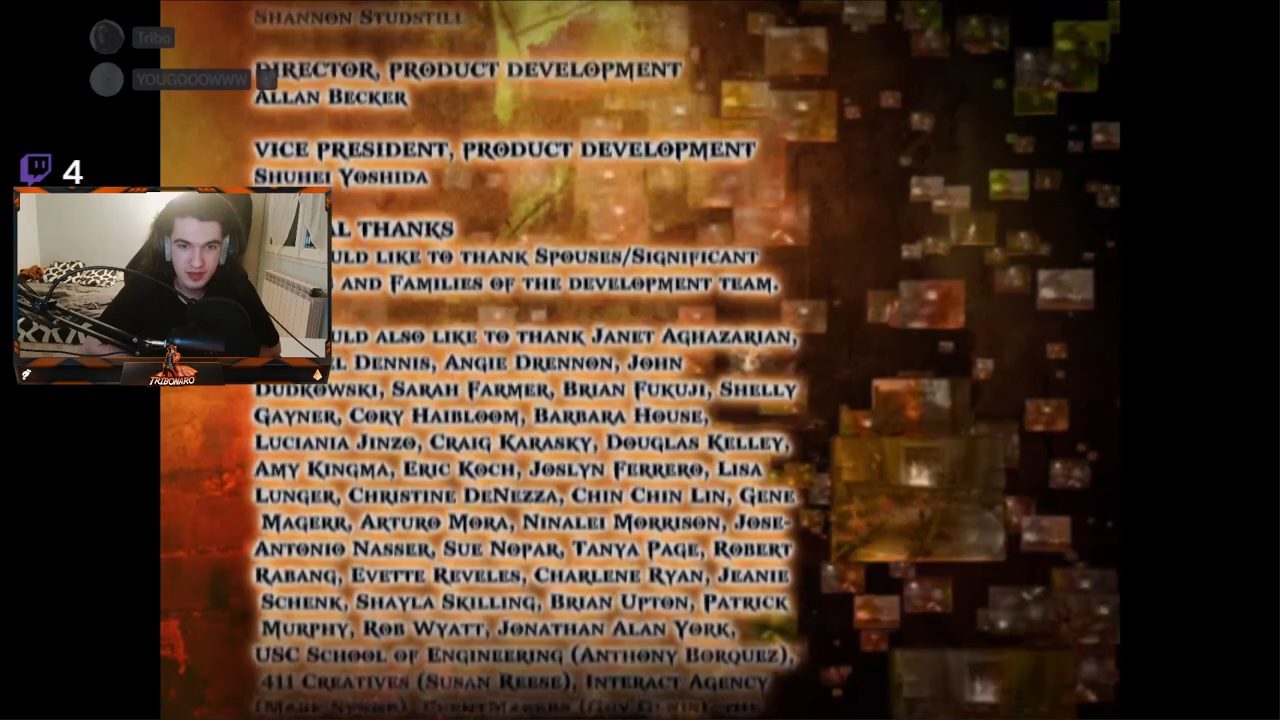 Tribo
YOUGOOOWWW
4
TRIBONARO
SHANNON STUDSTILL
DIRECTOR, PRODUCT DEVELOPMENT
ALLAN BECKER
VICE PRESIDENT, PRODUCT DEVELOPMENT
SHUHEI YOSHIDA
AL THANKS
ULD LIKE TO THANK SPOUSES/SIGNIFICANT
AND FAMILIES OF THE DEVELOPMENT TEAM.
ULD ALSO LIKE TO THANK JANET AGHAZARIAN,
L DENNIS, ANGIE DRENNON, JOHN
DUDKOWSKI, SARAH FARMER, BRIAN FUKUJI, SHELLY
GAYNER, CORY HAIBLOOM, BARBARA HOUSE,
LUCIANIA JINZO, CRAIG KARASKY, DOUGLAS KELLEY,
AMY KINGMA, ERIC KOCH, JOSLYN FERRERO, LISA
LUNGER, CHRISTINE DENEZZA, CHIN CHIN LIN, GENE
MAGERR, ARTURO MORA, NINALEI MORRISON, JOSE-
ANTONIO NASSER, SUE NOPAR, TANYA PAGE, ROBERT
RABANG, EVETTE REVELES, CHARLENE RYAN, JEANIE
SCHENK, SHAYLA SKILLING, BRIAN UPTON, PATRICK
MURPHY, ROB WYATT, JONATHAN ALAN YORK,
USC SCHOOL OF ENGINEERING (ANTHONY BORQUEZ),
411 CREATIVES (SUSAN REESE), INTERACT AGENCY